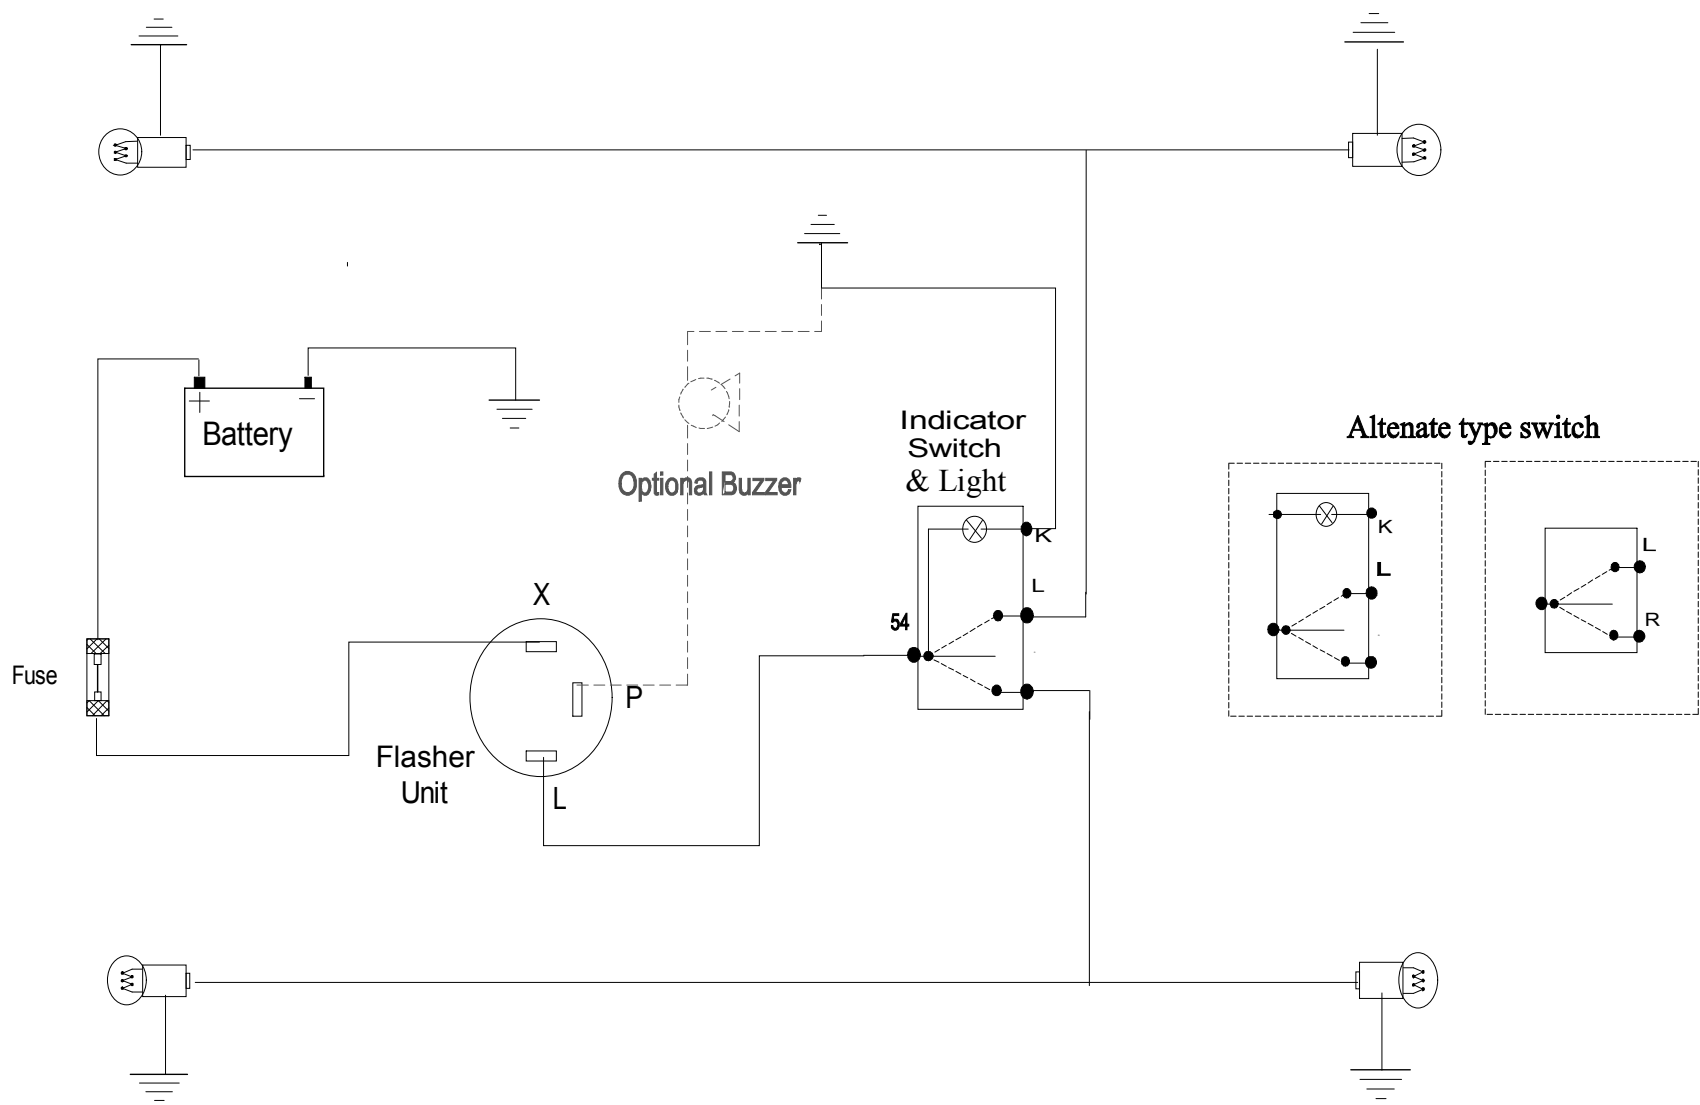 Battery
+
−
Fuse
X
P
L
Flasher
Unit
Optional Buzzer
Indicator
Switch
& Light
54
K
L
Altenate type switch
K
L
L
R